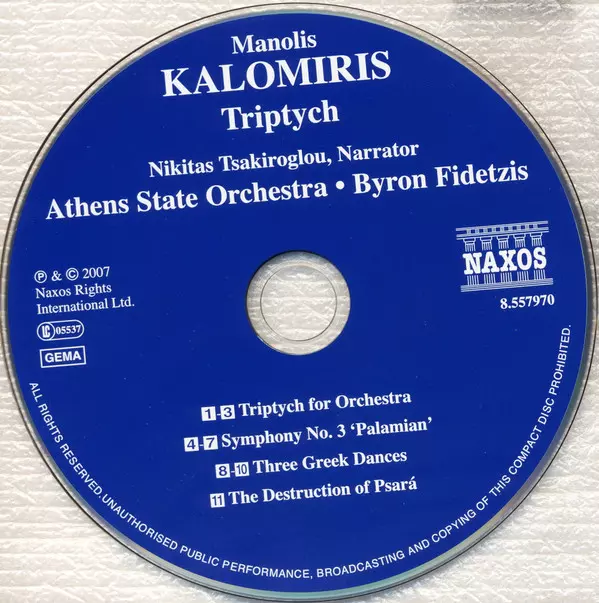 Manolis
KALOMIRIS
Triptych
Nikitas Tsakiroglou, Narrator
Athens State Orchestra • Byron Fidetzis
℗ & © 2007
Naxos Rights
International Ltd.
LC 05537
GEMA
NAXOS
8.557970
1-3 Triptych for Orchestra
4-7 Symphony No. 3 ‘Palamian’
8-10 Three Greek Dances
11 The Destruction of Psará
ALL RIGHTS RESERVED. UNAUTHORISED PUBLIC PERFORMANCE, BROADCASTING AND COPYING OF THIS COMPACT DISC PROHIBITED.